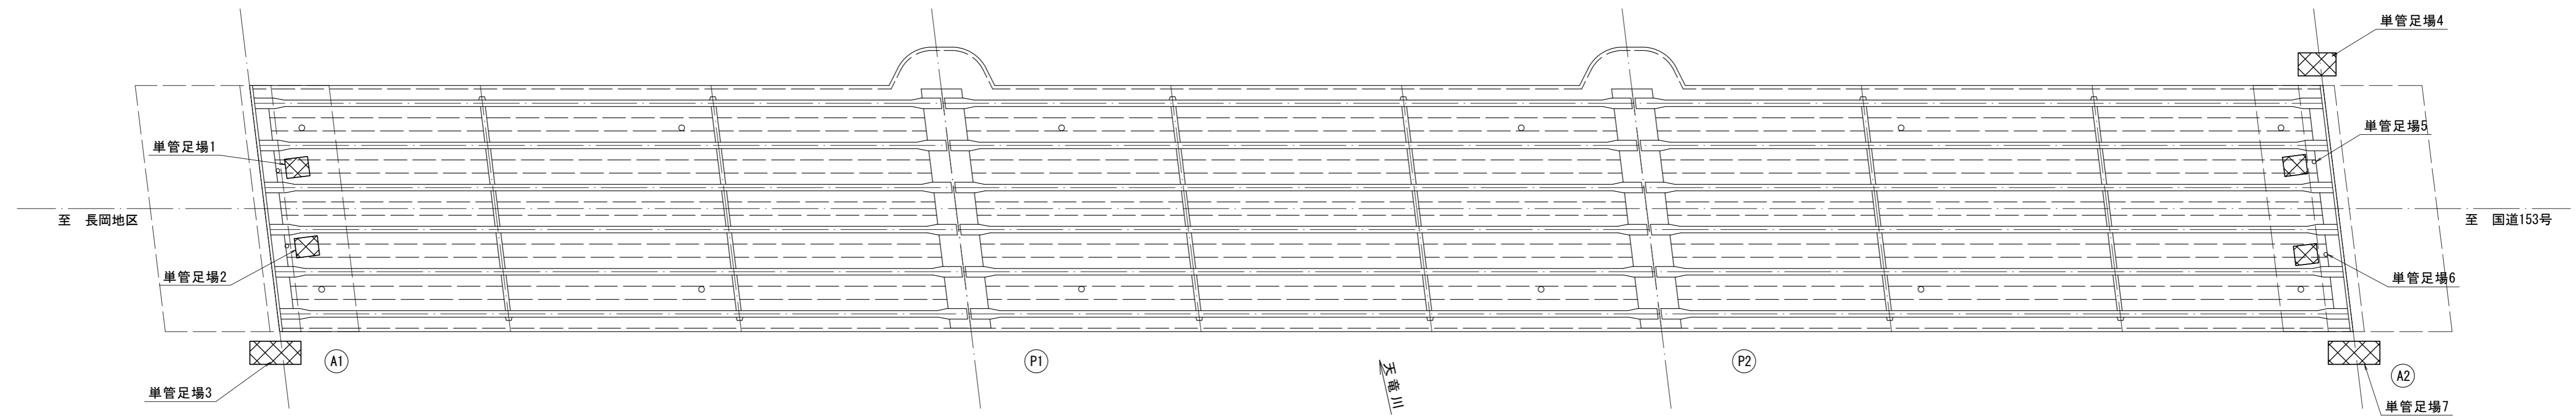 単管足場4
単管足場1
単管足場5
至　長岡地区
至　国道153号
単管足場2
単管足場6
A1
P1
P2
A2
天竜川
単管足場3
単管足場7